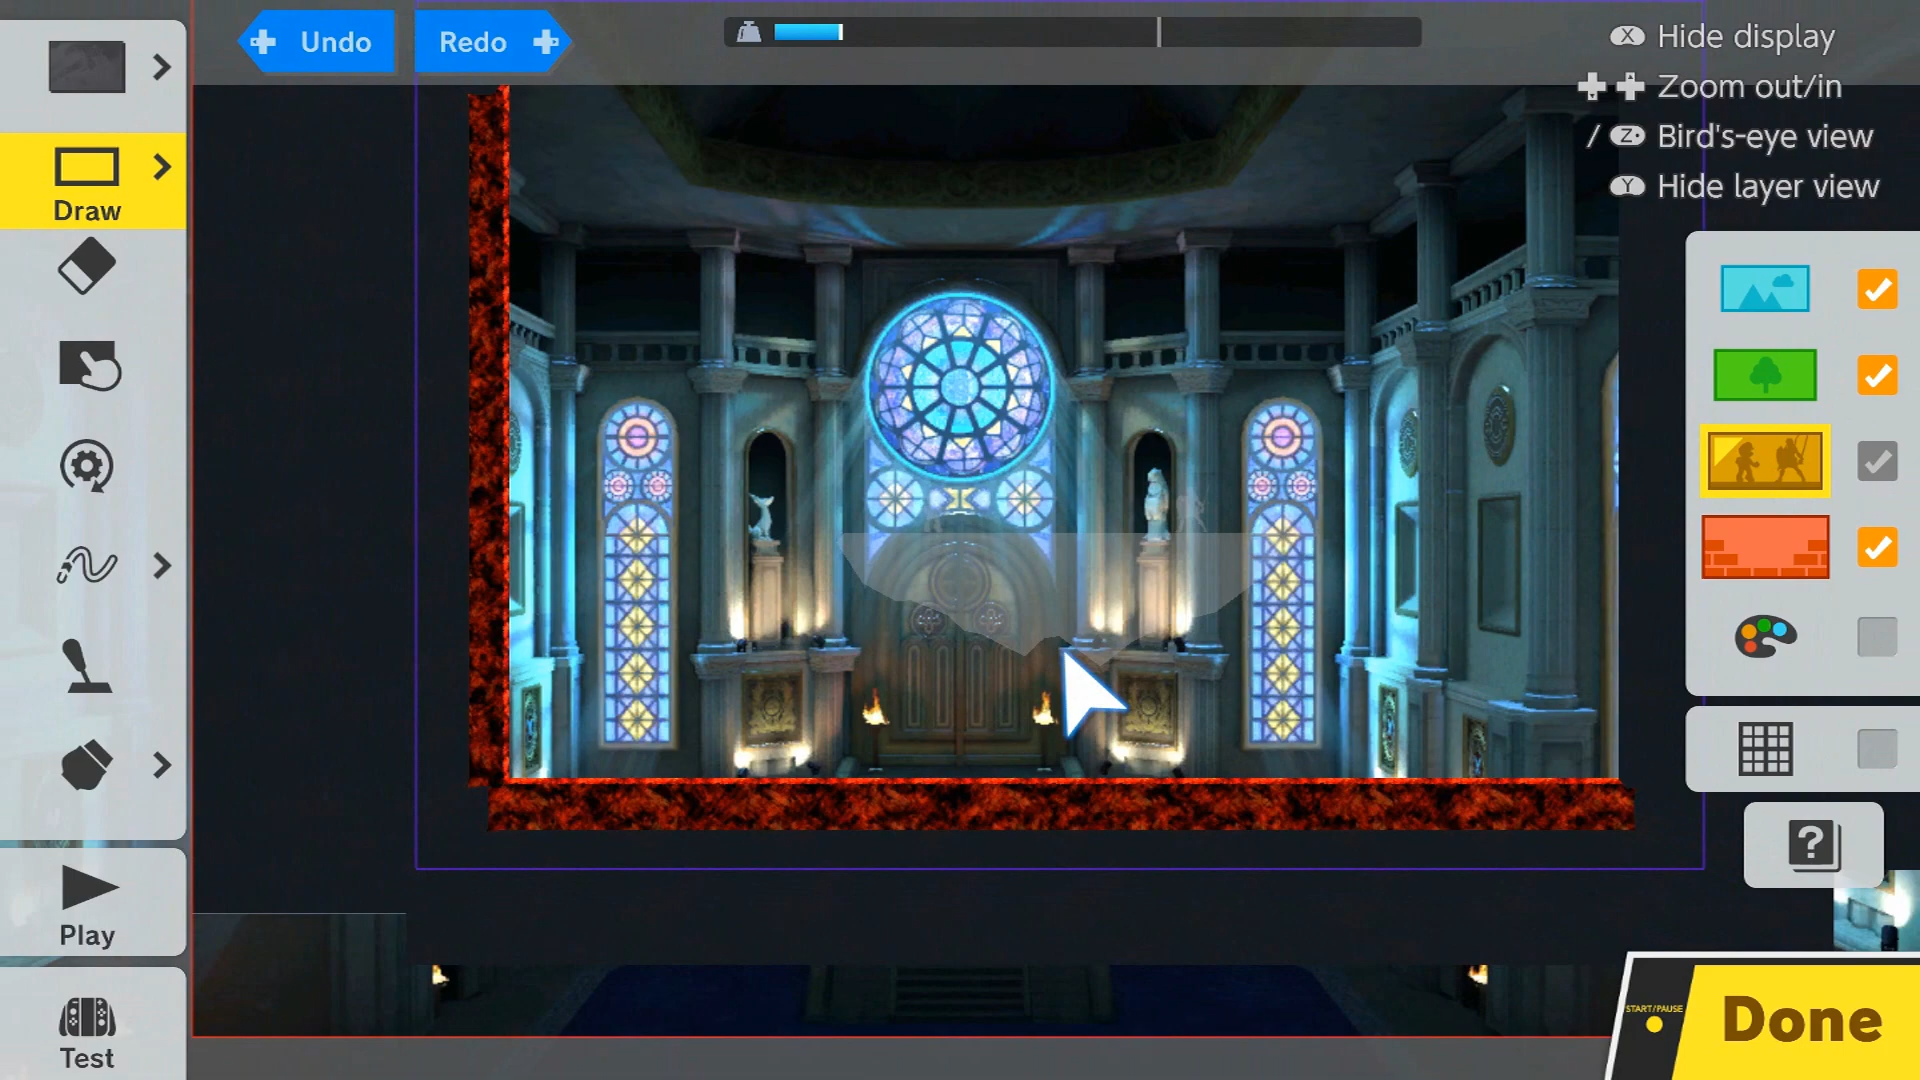 Undo
Redo
X Hide display
Zoom out/in
/ Z Bird's-eye view
Y Hide layer view
Draw
?
Play
START/PAUSE
Done
Test